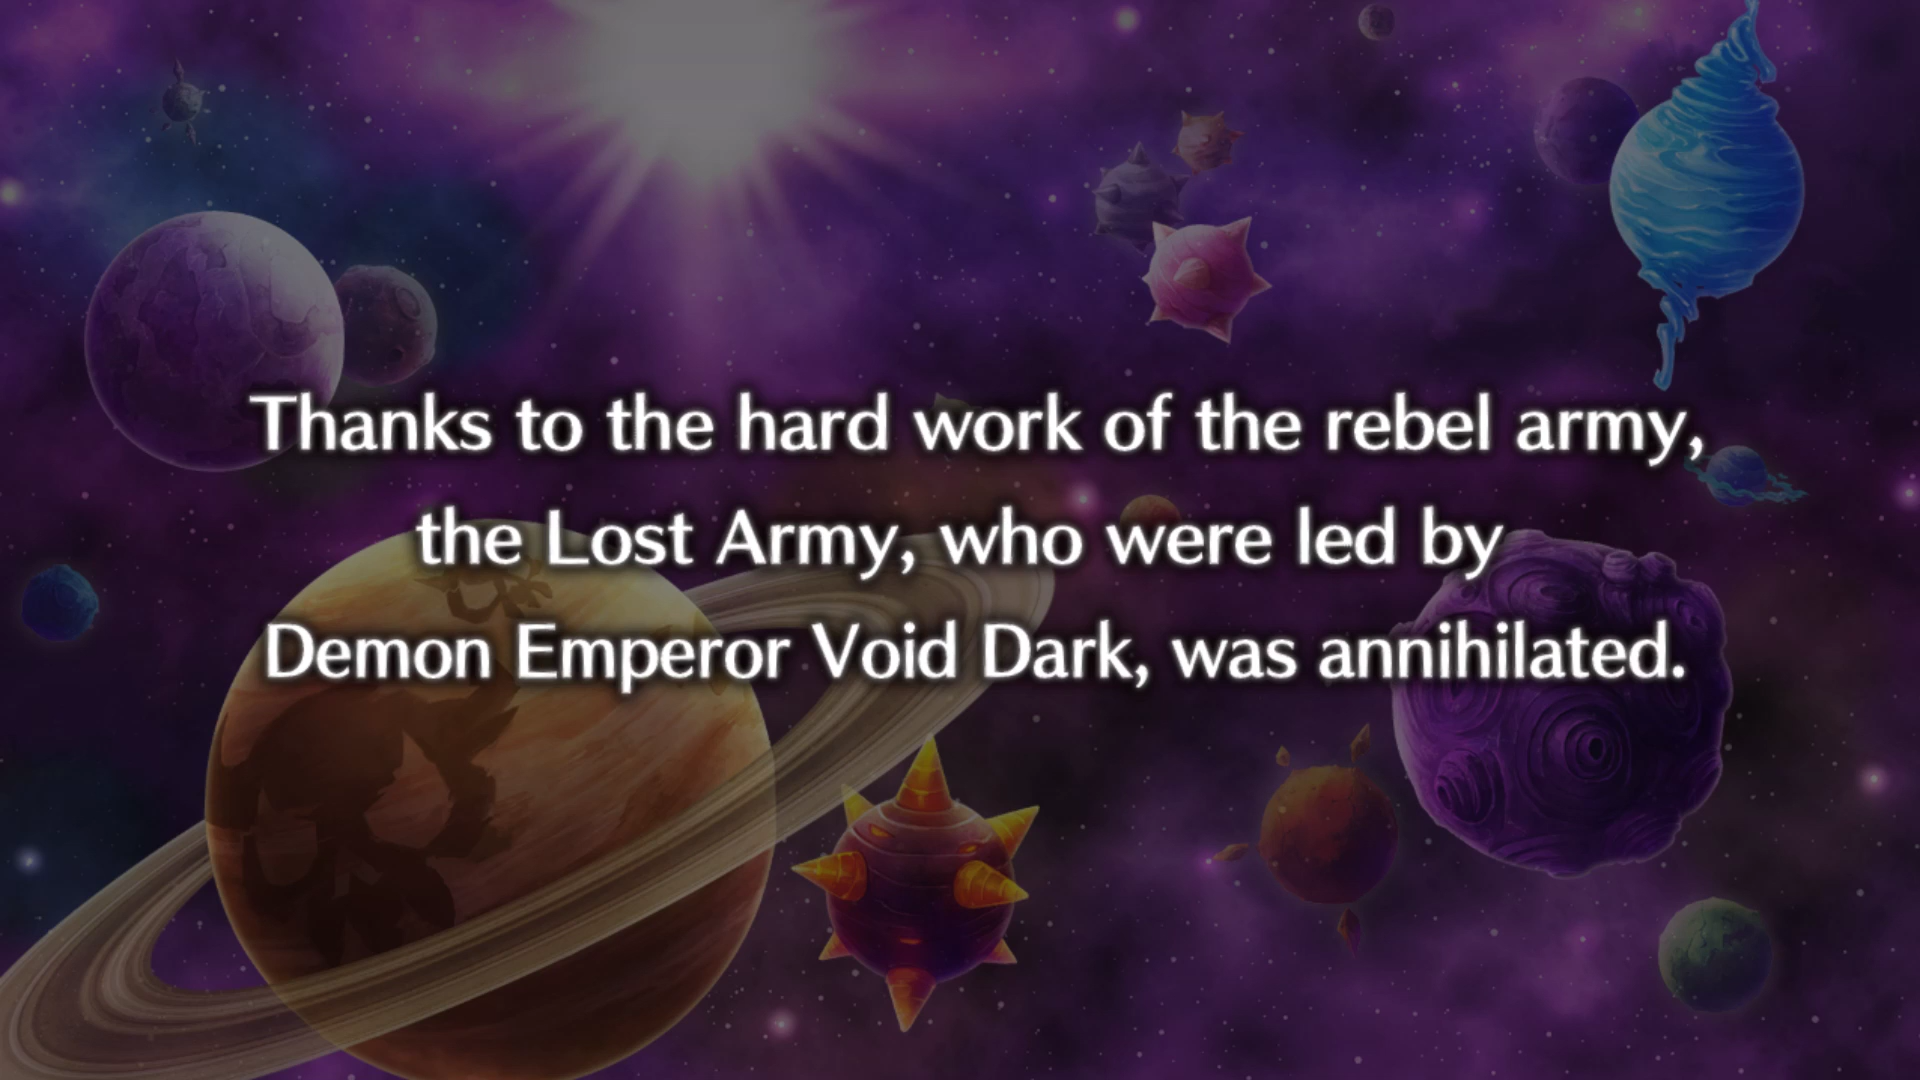 Thanks to the hard work of the rebel army,
the Lost Army, who were led by
Demon Emperor Void Dark, was annihilated.